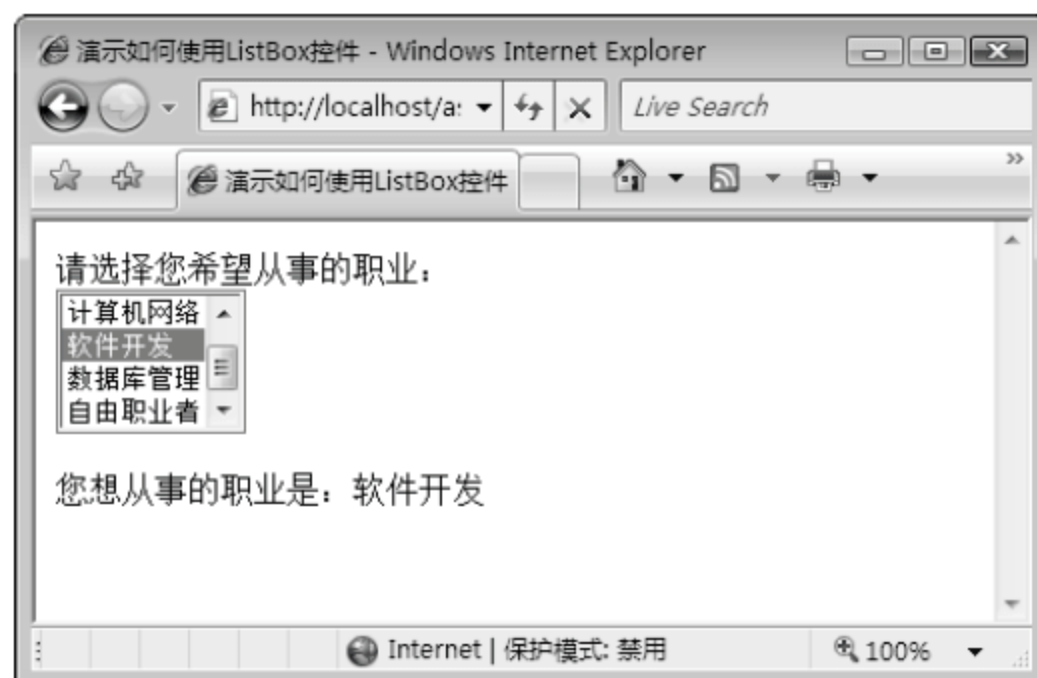 演示如何使用ListBox控件 - Windows Internet Explorer
http://localhost/a:
Live Search
演示如何使用ListBox控件
请选择您希望从事的职业：
计算机网络
软件开发
数据库管理
自由职业者
您想从事的职业是：软件开发
Internet | 保护模式: 禁用
100%